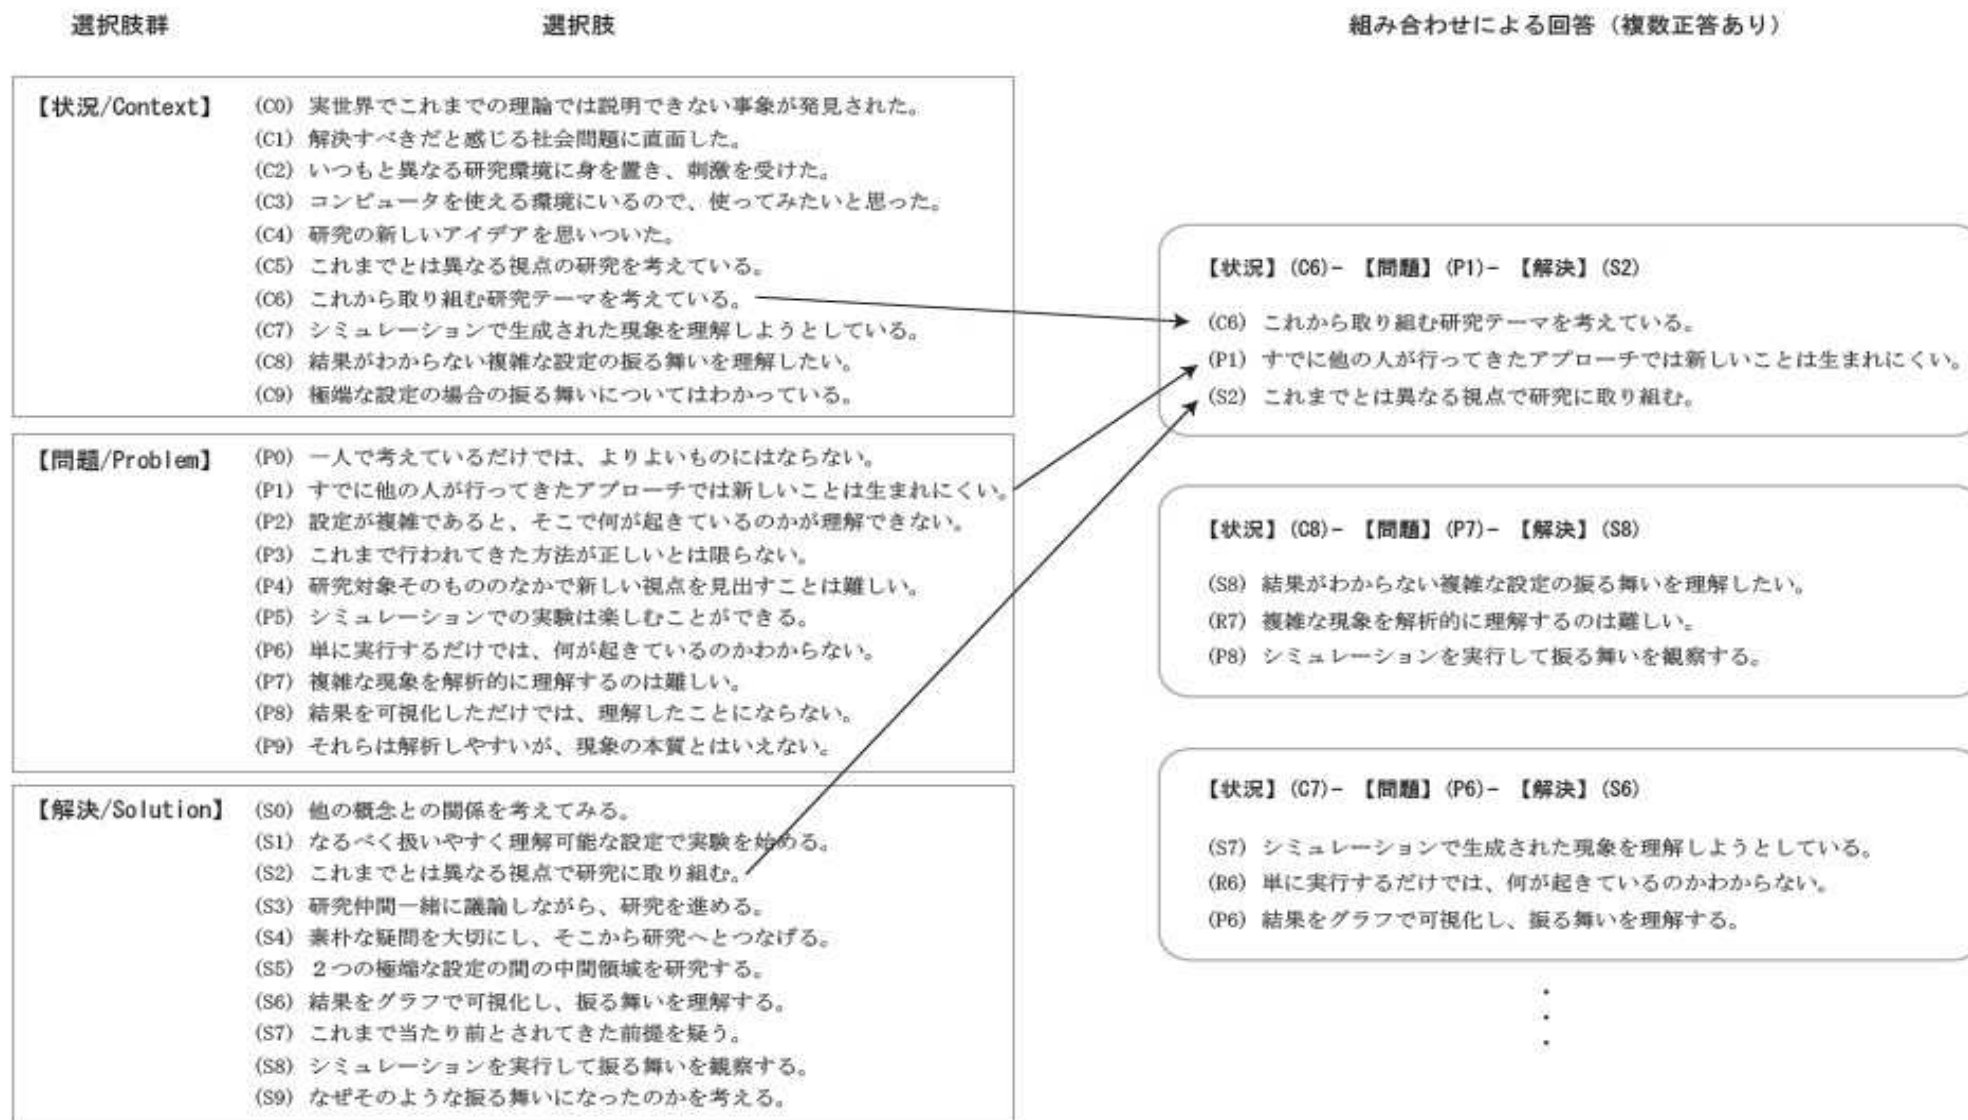 選択肢群
選択肢
組み合わせによる回答（複数正答あり）
【状況/Context】
(C0) 実世界でこれまでの理論では説明できない事象が発見された。
(C1) 解決すべきだと感じる社会問題に直面した。
(C2) いつもと異なる研究環境に身を置き、刺激を受けた。
(C3) コンピュータを使える環境にいるので、使ってみたいと思った。
(C4) 研究の新しいアイデアを思いついた。
(C5) これまでとは異なる視点の研究を考えている。
(C6) これから取り組む研究テーマを考えている。
(C7) シミュレーションで生成された現象を理解しようとしている。
(C8) 結果がわからない複雑な設定の振る舞いを理解したい。
(C9) 極端な設定の場合の振る舞いについてはわかっている。
【問題/Problem】
(P0) 一人で考えているだけでは、よりよいものにはならない。
(P1) すでに他の人が行ってきたアプローチでは新しいことは生まれにくい。
(P2) 設定が複雑であると、そこで何が起きているのかが理解できない。
(P3) これまで行われてきた方法が正しいとは限らない。
(P4) 研究対象そのもののなかで新しい視点を見出すことは難しい。
(P5) シミュレーションでの実験は楽しむことができる。
(P6) 単に実行するだけでは、何が起きているのかわからない。
(P7) 複雑な現象を解析的に理解するのは難しい。
(P8) 結果を可視化しただけでは、理解したことにならない。
(P9) それらは解析しやすいが、現象の本質とはいえない。
【解決/Solution】
(S0) 他の概念との関係を考えてみる。
(S1) なるべく扱いやすく理解可能な設定で実験を始める。
(S2) これまでとは異なる視点で研究に取り組む。
(S3) 研究仲間一緒に議論しながら、研究を進める。
(S4) 素朴な疑問を大切にし、そこから研究へとつなげる。
(S5) ２つの極端な設定の間の中間領域を研究する。
(S6) 結果をグラフで可視化し、振る舞いを理解する。
(S7) これまで当たり前とされてきた前提を疑う。
(S8) シミュレーションを実行して振る舞いを観察する。
(S9) なぜそのような振る舞いになったのかを考える。
【状況】(C6)- 【問題】(P1)- 【解決】(S2)
(C6) これから取り組む研究テーマを考えている。
(P1) すでに他の人が行ってきたアプローチでは新しいことは生まれにくい。
(S2) これまでとは異なる視点で研究に取り組む。
【状況】(C8)- 【問題】(P7)- 【解決】(S8)
(S8) 結果がわからない複雑な設定の振る舞いを理解したい。
(R7) 複雑な現象を解析的に理解するのは難しい。
(P8) シミュレーションを実行して振る舞いを観察する。
【状況】(C7)- 【問題】(P6)- 【解決】(S6)
(S7) シミュレーションで生成された現象を理解しようとしている。
(R6) 単に実行するだけでは、何が起きているのかわからない。
(P6) 結果をグラフで可視化し、振る舞いを理解する。